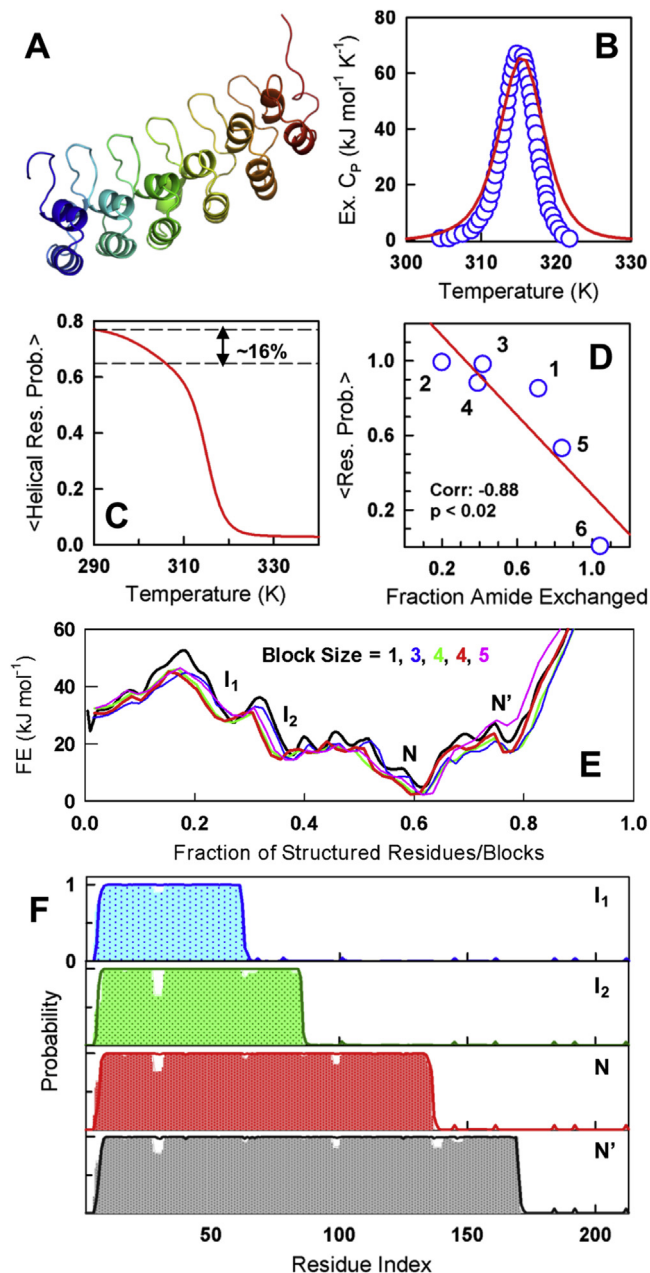 A
B
Ex. C_P (kJ mol⁻¹ K⁻¹)
80
60
40
20
0
300 310 320 330
Temperature (K)
C
<Helical Res. Prob.>
0.8
0.6
0.4
0.2
0.0
~16%
290 310 330
Temperature (K)
D
<Res. Prob.>
1.0
0.8
0.6
0.4
0.2
1
2
3
4
5
6
Corr: -0.88
p < 0.02
0.2 0.6 1.0
Fraction Amide Exchanged
E
FE (kJ mol⁻¹)
60
40
20
0
Block Size = 1, 3, 4, 4, 5
I₁
I₂
N
N'
0.0 0.2 0.4 0.6 0.8 1.0
Fraction of Structured Residues/Blocks
F
Probability
1
0
I₁
I₂
N
N'
50 100 150 200
Residue Index